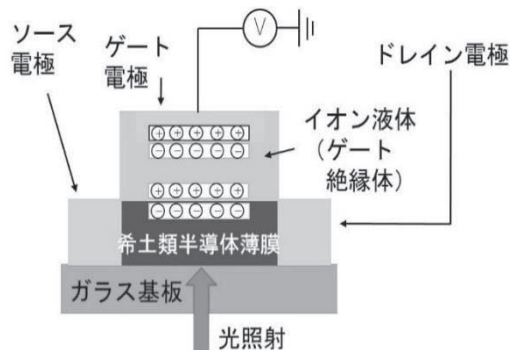 ソース
電極
ゲート
電極
V
ドレイン電極
イオン液体
（ゲート
絶縁体）
+ + + + +
− − − − −
+ + + + +
− − − − −
希土類半導体薄膜
ガラス基板
光照射